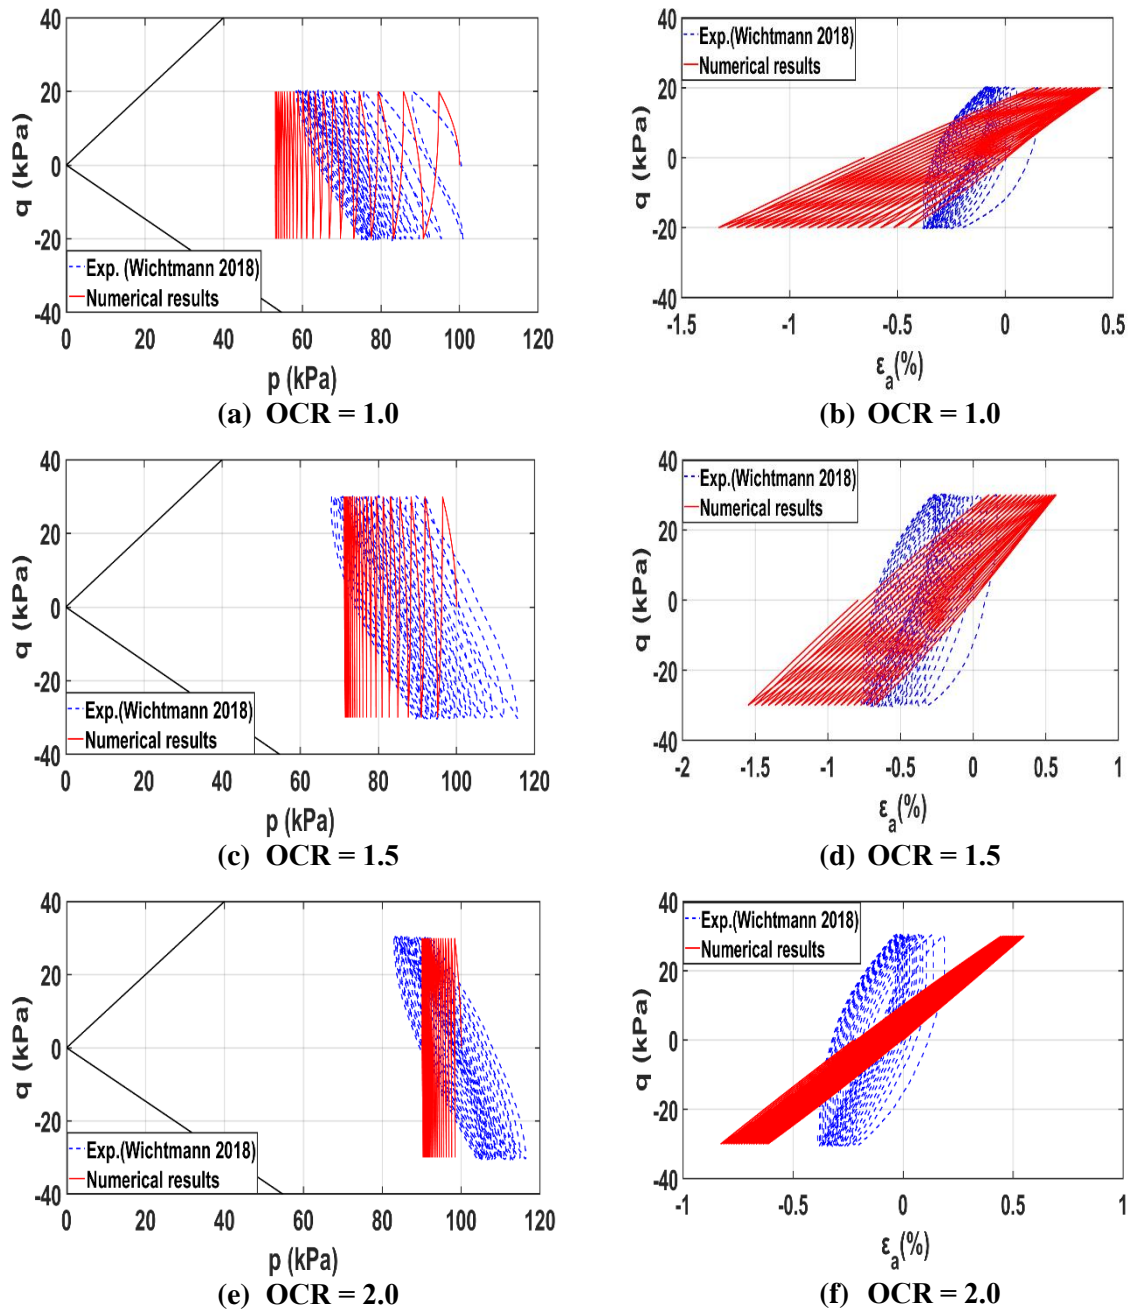 40
20
0
-20
-40
q (kPa)
Exp. (Wichtmann 2018)
Numerical results
0 20 40 60 80 100 120
p (kPa)
(a) OCR = 1.0
40
20
0
-20
-40
q (kPa)
Exp.(Wichtmann 2018)
Numerical results
-1.5 -1 -0.5 0 0.5
εa(%)
(b) OCR = 1.0
40
20
0
-20
-40
q (kPa)
Exp.(Wichtmann 2018)
Numerical results
0 20 40 60 80 100 120
p (kPa)
(c) OCR = 1.5
40
20
0
-20
-40
q (kPa)
Exp.(Wichtmann 2018)
Numerical results
-2 -1.5 -1 -0.5 0 0.5 1
εa(%)
(d) OCR = 1.5
40
20
0
-20
-40
q (kPa)
Exp.(Wichtmann 2018)
Numerical results
0 20 40 60 80 100 120
p (kPa)
(e) OCR = 2.0
40
20
0
-20
-40
q (kPa)
Exp.(Wichtmann 2018)
Numerical results
-1 -0.5 0 0.5 1
εa(%)
(f) OCR = 2.0